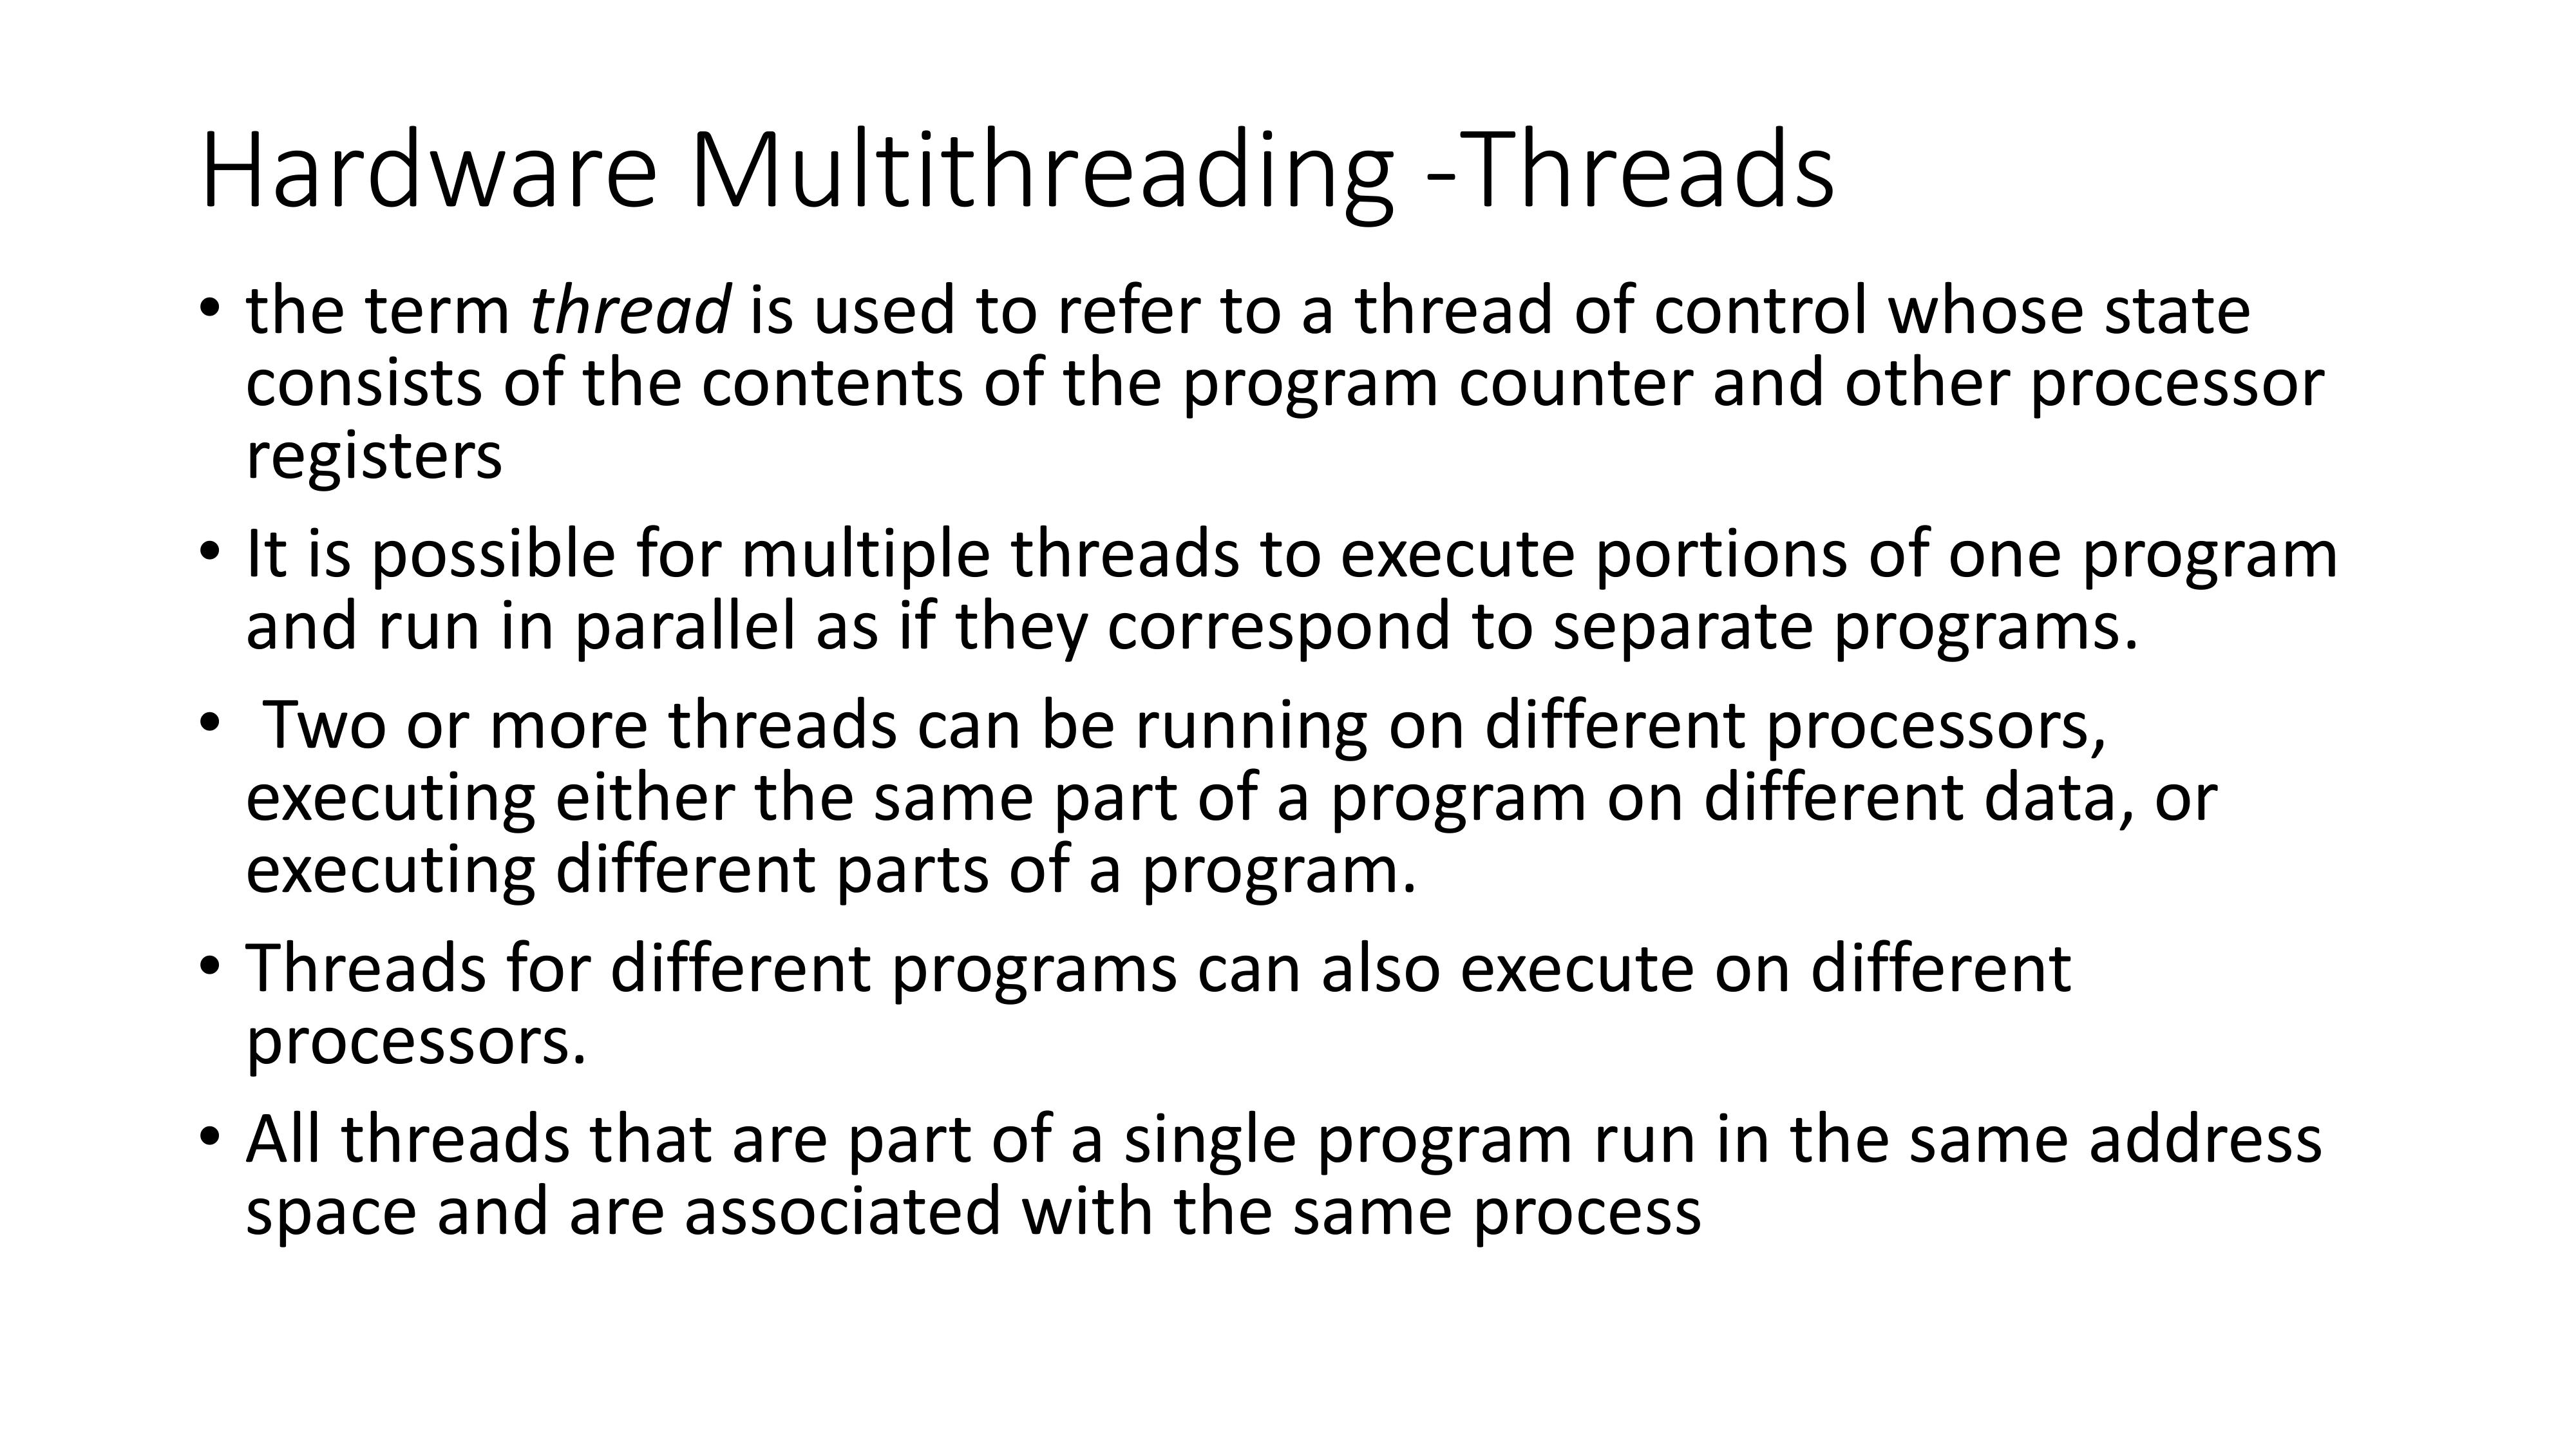 Hardware Multithreading -Threads
• the term thread is used to refer to a thread of control whose state
consists of the contents of the program counter and other processor
registers
• It is possible for multiple threads to execute portions of one program
and run in parallel as if they correspond to separate programs.
• Two or more threads can be running on different processors,
executing either the same part of a program on different data, or
executing different parts of a program.
• Threads for different programs can also execute on different
processors.
• All threads that are part of a single program run in the same address
space and are associated with the same process